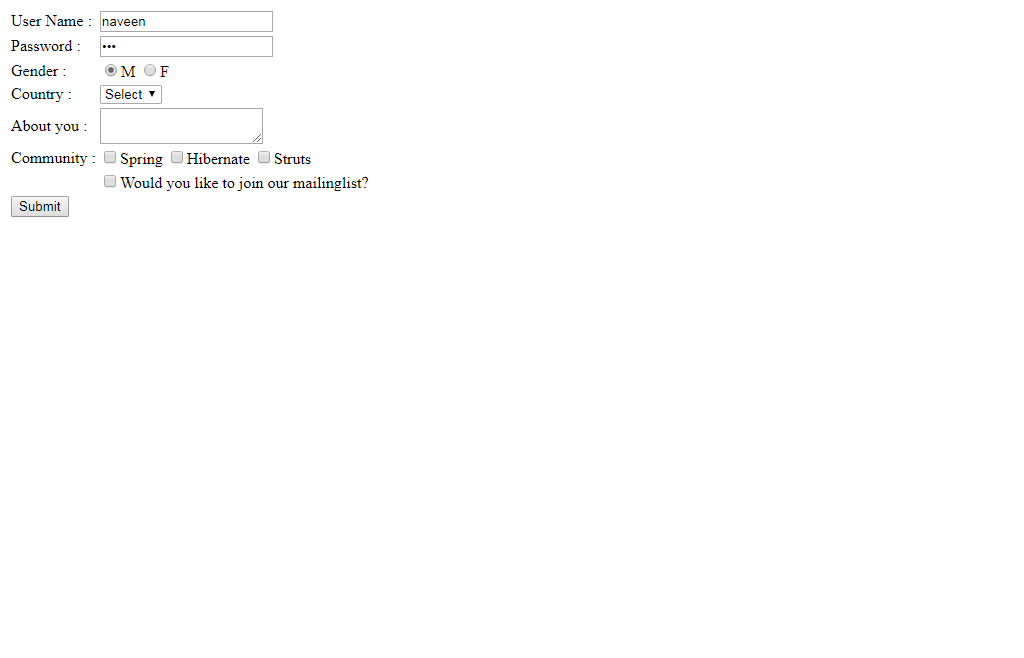 User Name : naveen
Password : •••
Gender : M F
Country : Select
About you :
Community : Spring Hibernate Struts
Would you like to join our mailinglist?
Submit